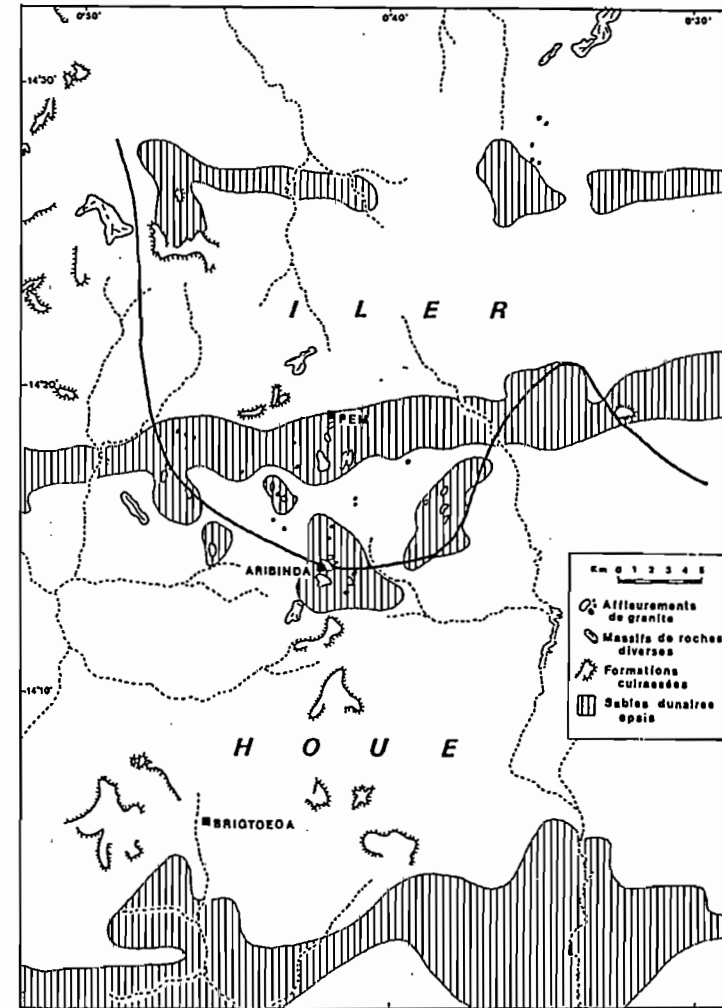 0°50'
0°40'
0°30'
14°30'
I L E R
14°20'
PEM
ARIBINDA
Km 0 1 2 3 4 5
Affleurements
de granite
Massifs de roches
diverses
Formations
cuirassées
Sables dunaires
epais
14°10'
H O U E
BRIGTOEGA